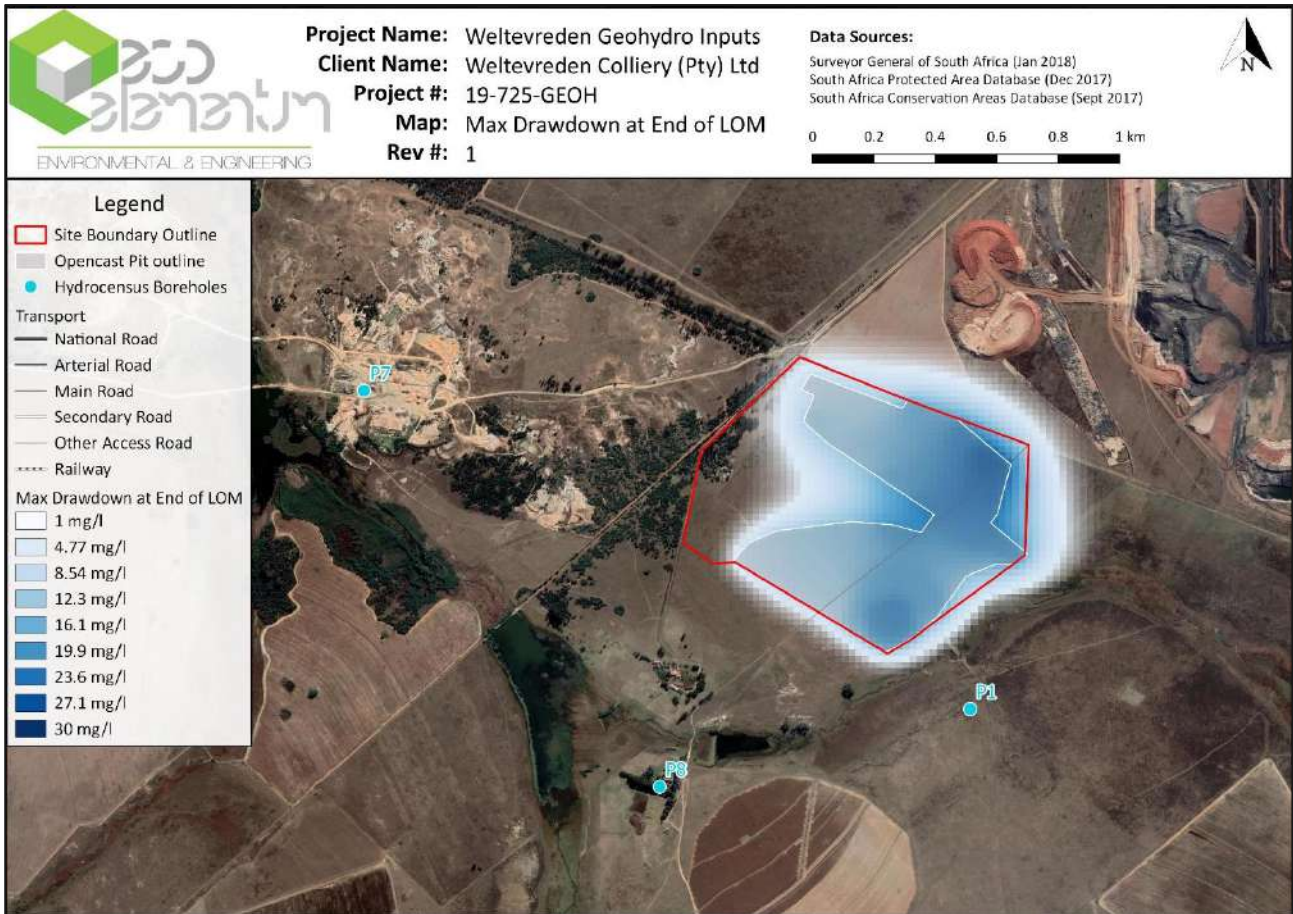 eco
elementum
ENVIRONMENTAL & ENGINEERING
Project Name: Weltevreden Geohydro Inputs
Client Name: Weltevreden Colliery (Pty) Ltd
Project #: 19-725-GEOH
Map: Max Drawdown at End of LOM
Rev #: 1
Data Sources:
Surveyor General of South Africa (Jan 2018)
South Africa Protected Area Database (Dec 2017)
South Africa Conservation Areas Database (Sept 2017)
0 0.2 0.4 0.6 0.8 1 km
N
Legend
Site Boundary Outline
Opencast Pit outline
Hydrocensus Boreholes
Transport
National Road
Arterial Road
Main Road
Secondary Road
Other Access Road
Railway
Max Drawdown at End of LOM
1 mg/l
4.77 mg/l
8.54 mg/l
12.3 mg/l
16.1 mg/l
19.9 mg/l
23.6 mg/l
27.1 mg/l
30 mg/l
P7
P1
P8